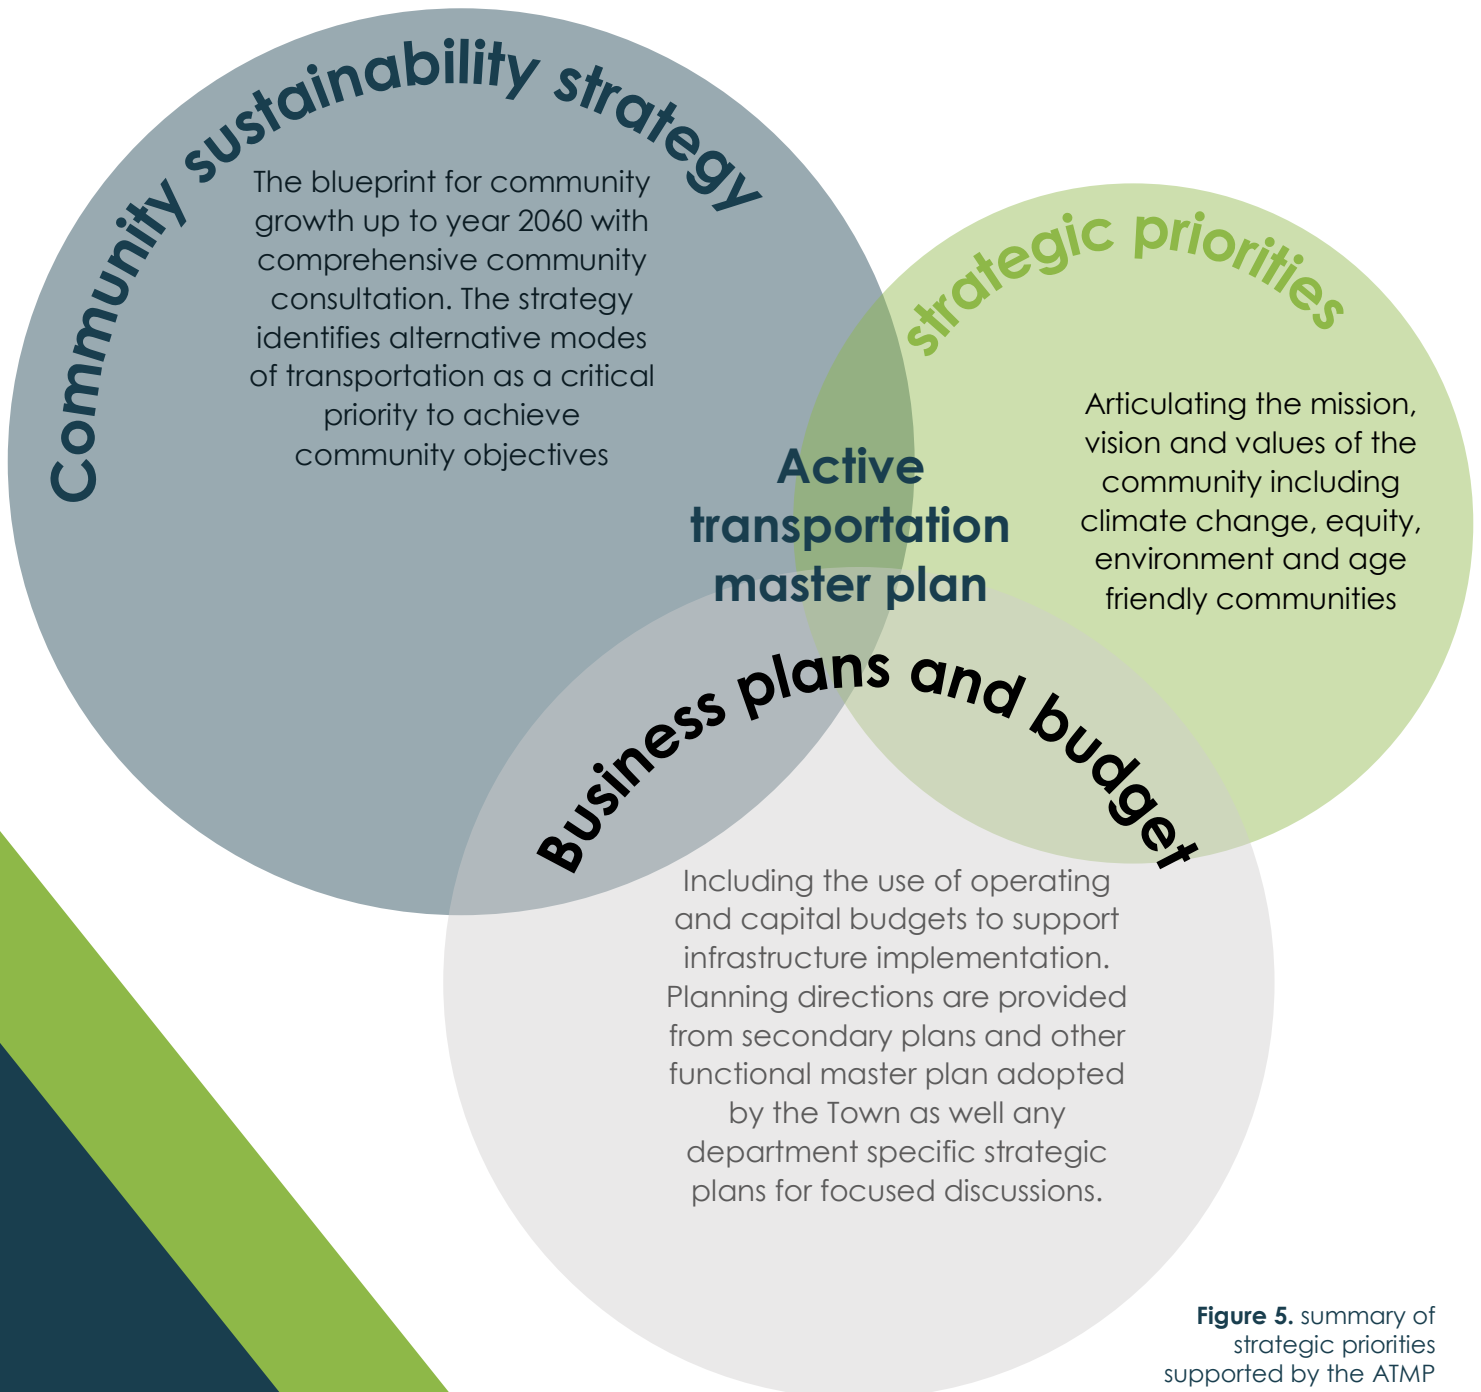 Community sustainability strategy
The blueprint for community
growth up to year 2060 with
comprehensive community
consultation. The strategy
identifies alternative modes
of transportation as a critical
priority to achieve
community objectives
strategic priorities
Articulating the mission,
vision and values of the
community including
climate change, equity,
environment and age
friendly communities
Active
transportation
master plan
Business plans and budget
Including the use of operating
and capital budgets to support
infrastructure implementation.
Planning directions are provided
from secondary plans and other
functional master plan adopted
by the Town as well any
department specific strategic
plans for focused discussions.
Figure 5. summary of
strategic priorities
supported by the ATMP